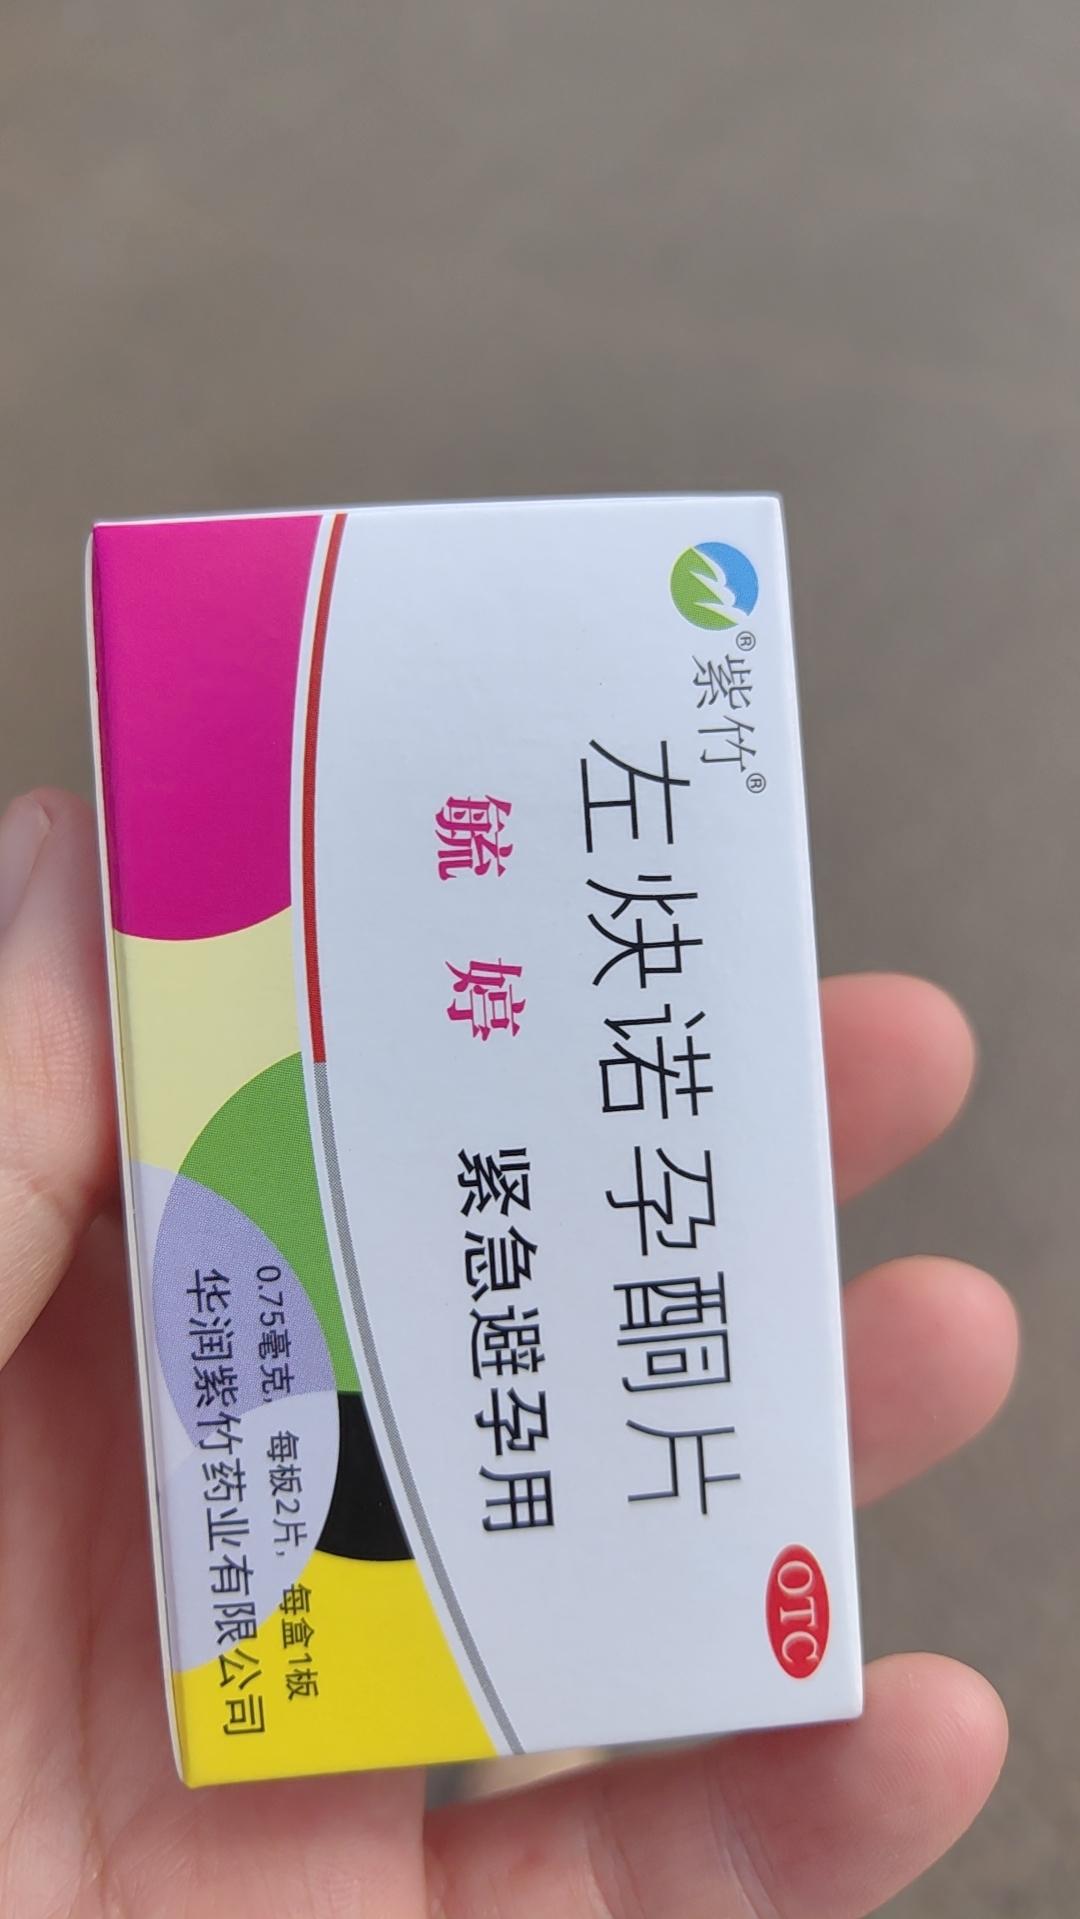 ®紫竹®
左炔诺孕酮片
OTC
毓婷 紧急避孕用
0.75毫克, 每板2片, 每盒1板
华润紫竹药业有限公司